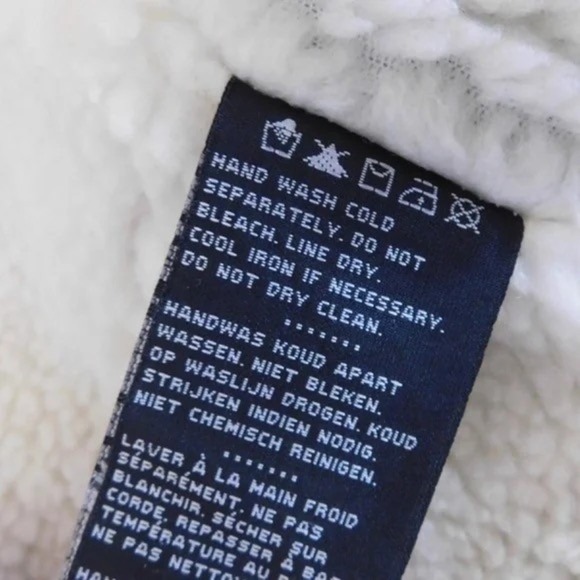 HAND WASH COLD
SEPARATELY. DO NOT
BLEACH. LINE DRY.
COOL IRON IF NECESSARY.
DO NOT DRY CLEAN.
HANDWAS KOUD APART
WASSEN. NIET BLEKEN.
OP WASLIJN DROGEN. KOUD
STRIJKEN INDIEN NODIG.
NIET CHEMISCH REINIGEN.
LAVER À LA MAIN FROID
SÉPARÉMENT. NE PAS
BLANCHIR. SÉCHER SUR
CORDE. REPASSER À BAS
TEMPÉRATURE AU
NE PAS